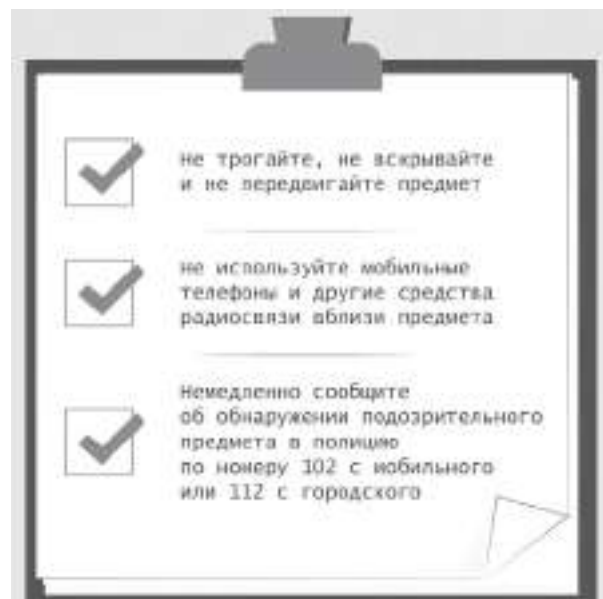 Не трогайте, не вскрывайте
и не передвигайте предмет
Не используйте мобильные
телефоны и другие средства
радиосвязи вблизи предмета
Немедленно сообщите
об обнаружении подозрительного
предмета в полицию
по номеру 102 с мобильного
или 112 с городского